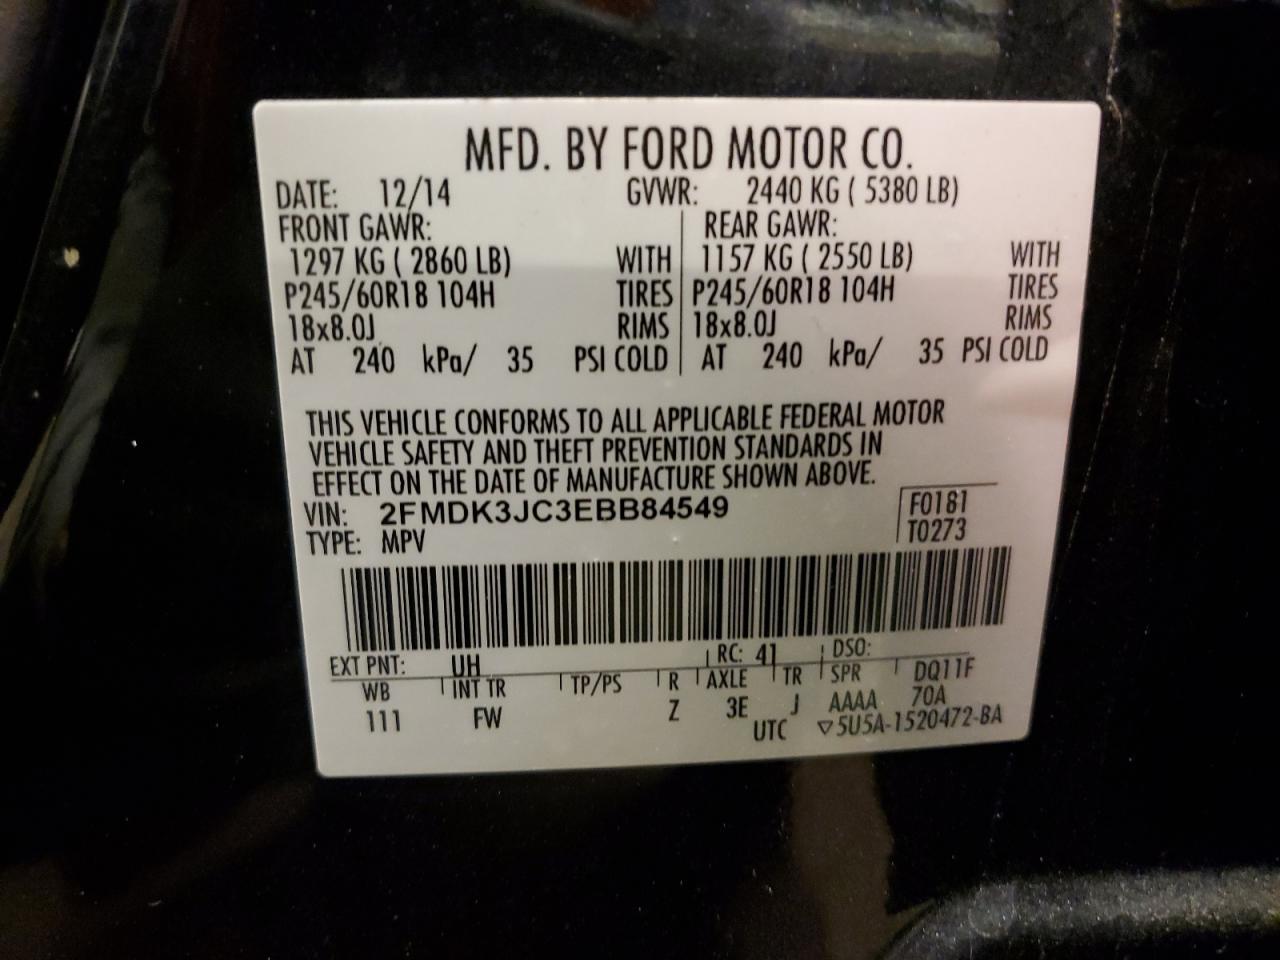 MFD. BY FORD MOTOR CO.
DATE: 12/14 GVWR: 2440 KG ( 5380 LB)
FRONT GAWR: REAR GAWR:
1297 KG ( 2860 LB) WITH 1157 KG ( 2550 LB) WITH
P245/60R18 104H TIRES P245/60R18 104H TIRES
18x8.0J RIMS 18x8.0J RIMS
AT 240 kPa/ 35 PSI COLD AT 240 kPa/ 35 PSI COLD
THIS VEHICLE CONFORMS TO ALL APPLICABLE FEDERAL MOTOR
VEHICLE SAFETY AND THEFT PREVENTION STANDARDS IN
EFFECT ON THE DATE OF MANUFACTURE SHOWN ABOVE.
VIN: 2FMDK3JC3EBB84549 F0181
TYPE: MPV T0273
EXT PNT: UH RC: 41 DSO:
WB INT TR TP/PS R AXLE TR SPR DQ11F
111 FW Z 3E J AAAA 70A
UTC ▽5U5A-1520472-BA